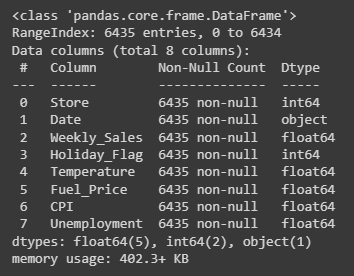 <class 'pandas.core.frame.DataFrame'>
RangeIndex: 6435 entries, 0 to 6434
Data columns (total 8 columns):
 #   Column        Non-Null Count  Dtype
---  ------        --------------  -----
 0   Store         6435 non-null   int64
 1   Date          6435 non-null   object
 2   Weekly_Sales  6435 non-null   float64
 3   Holiday_Flag  6435 non-null   int64
 4   Temperature   6435 non-null   float64
 5   Fuel_Price    6435 non-null   float64
 6   CPI           6435 non-null   float64
 7   Unemployment  6435 non-null   float64
dtypes: float64(5), int64(2), object(1)
memory usage: 402.3+ KB